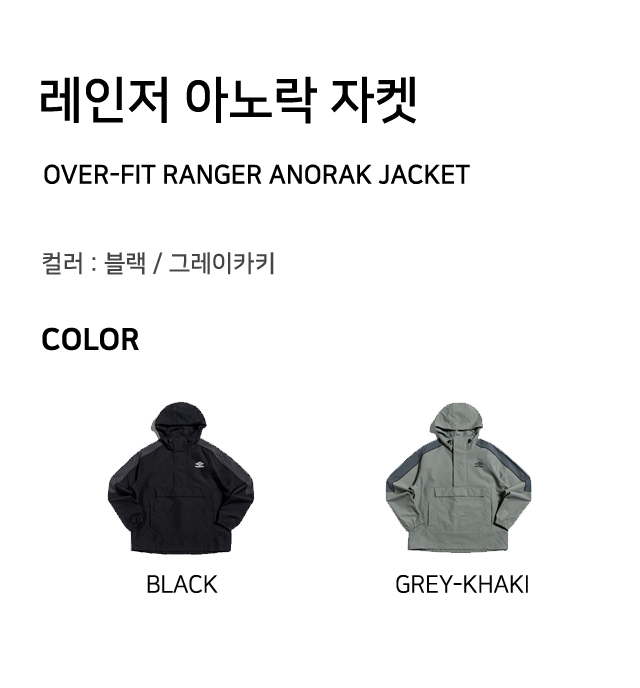 레인저 아노락 자켓
OVER-FIT RANGER ANORAK JACKET
컬러 : 블랙 / 그레이카키
COLOR
BLACK
GREY-KHAKI